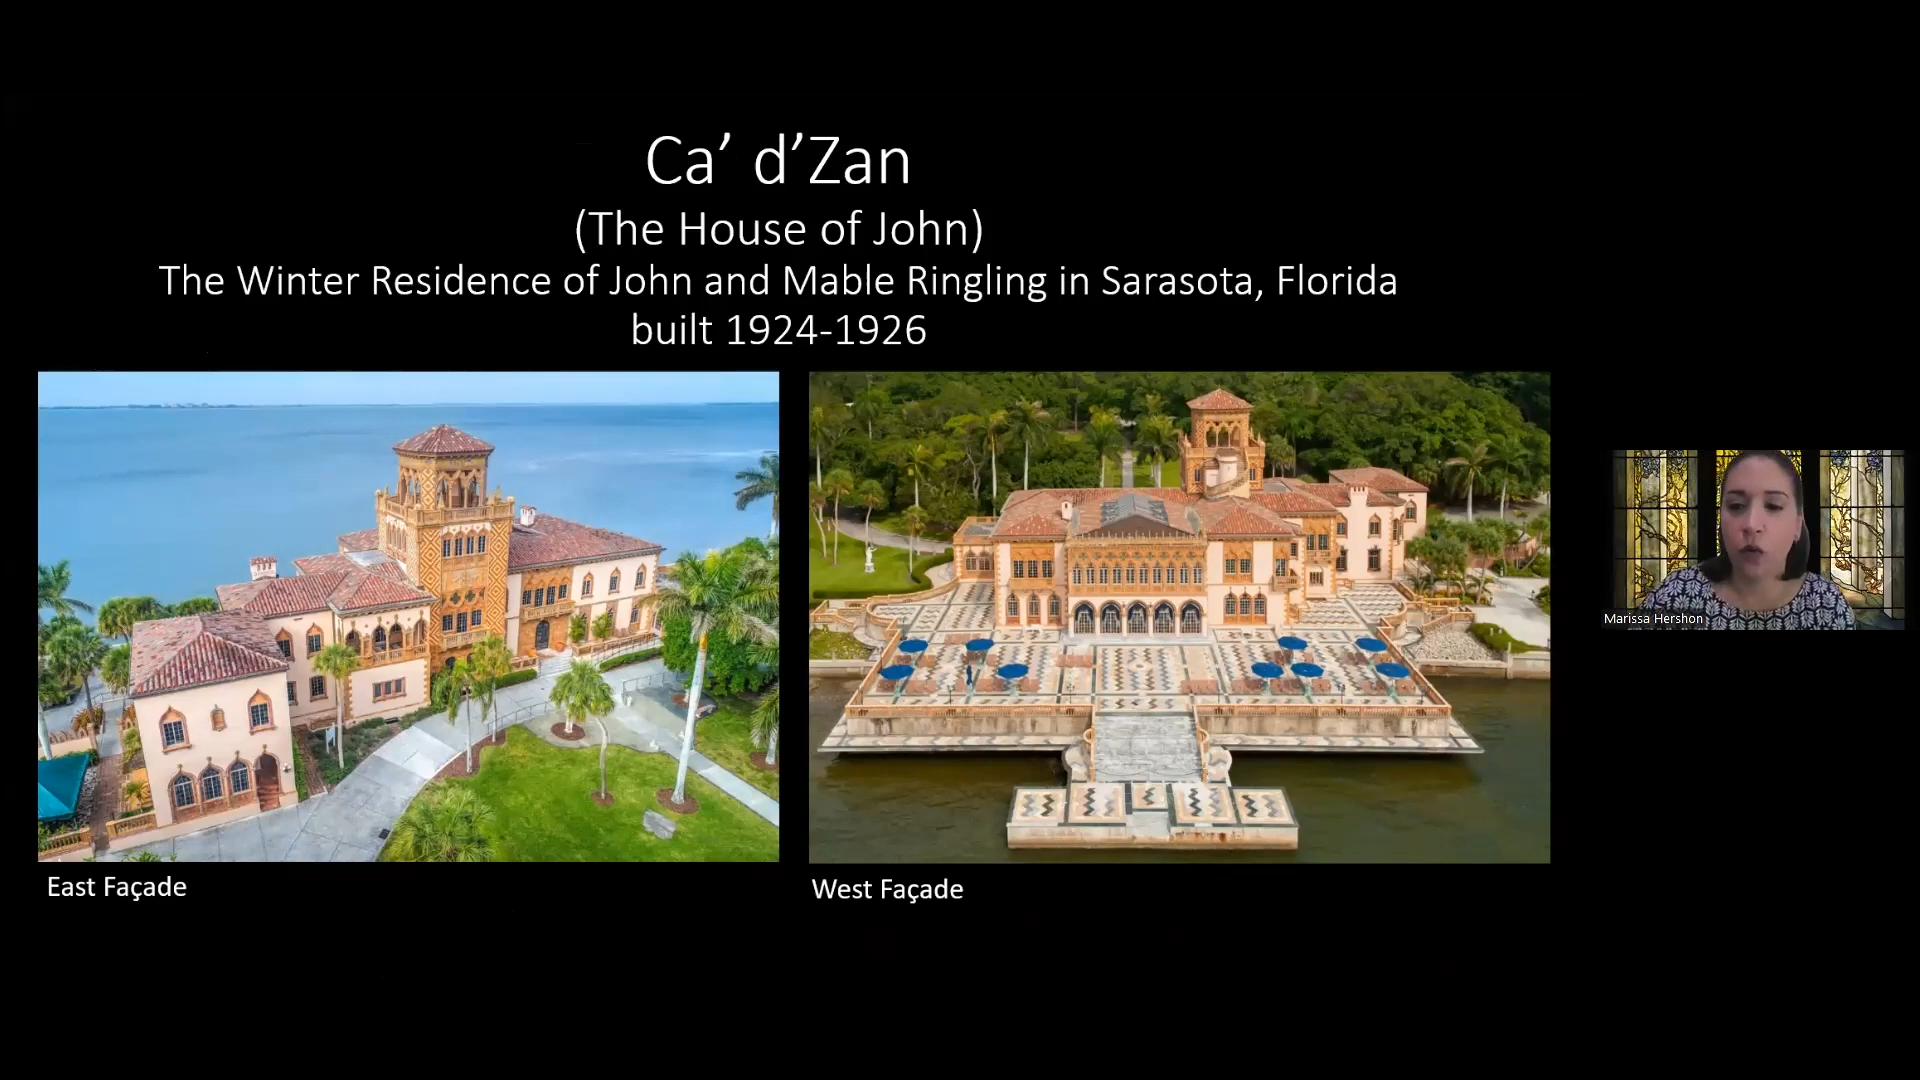 Ca’ d’Zan
(The House of John)
The Winter Residence of John and Mable Ringling in Sarasota, Florida
built 1924-1926
East Façade
West Façade
Marissa Hershon